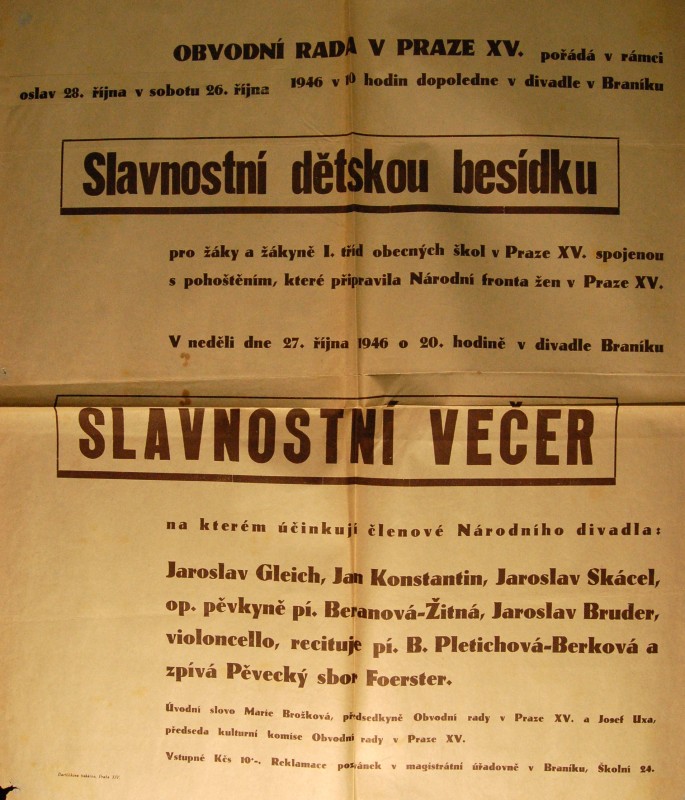 OBVODNÍ RADA V PRAZE XV. pořádá v rámci
oslav 28. října v sobotu 26. října 1946 v 10 hodin dopoledne v divadle v Braníku
Slavnostní dětskou besídku
pro žáky a žákyně I. tříd obecných škol v Praze XV. spojenou
s pohoštěním, které připravila Národní fronta žen v Praze XV.
V neděli dne 27. října 1946 o 20. hodině v divadle Braníku
SLAVNOSTNÍ VEČER
na kterém účinkují členové Národního divadla:
Jaroslav Gleich, Jan Konstantin, Jaroslav Skácel,
op. pěvkyně pí. Beranová-Žitná, Jaroslav Bruder,
violoncello, recituje pí. B. Pletichová-Berková a
zpívá Pěvecký sbor Foerster.
Úvodní slovo Marie Brožková, předsedkyně Obvodní rady v Praze XV. a Josef Uxa,
předseda kulturní komise Obvodní rady v Praze XV.
Vstupné Kčs 10·-. Reklamace pozvánek v magistrátní úřadovně v Braníku, Školní 24.
Praha XV.